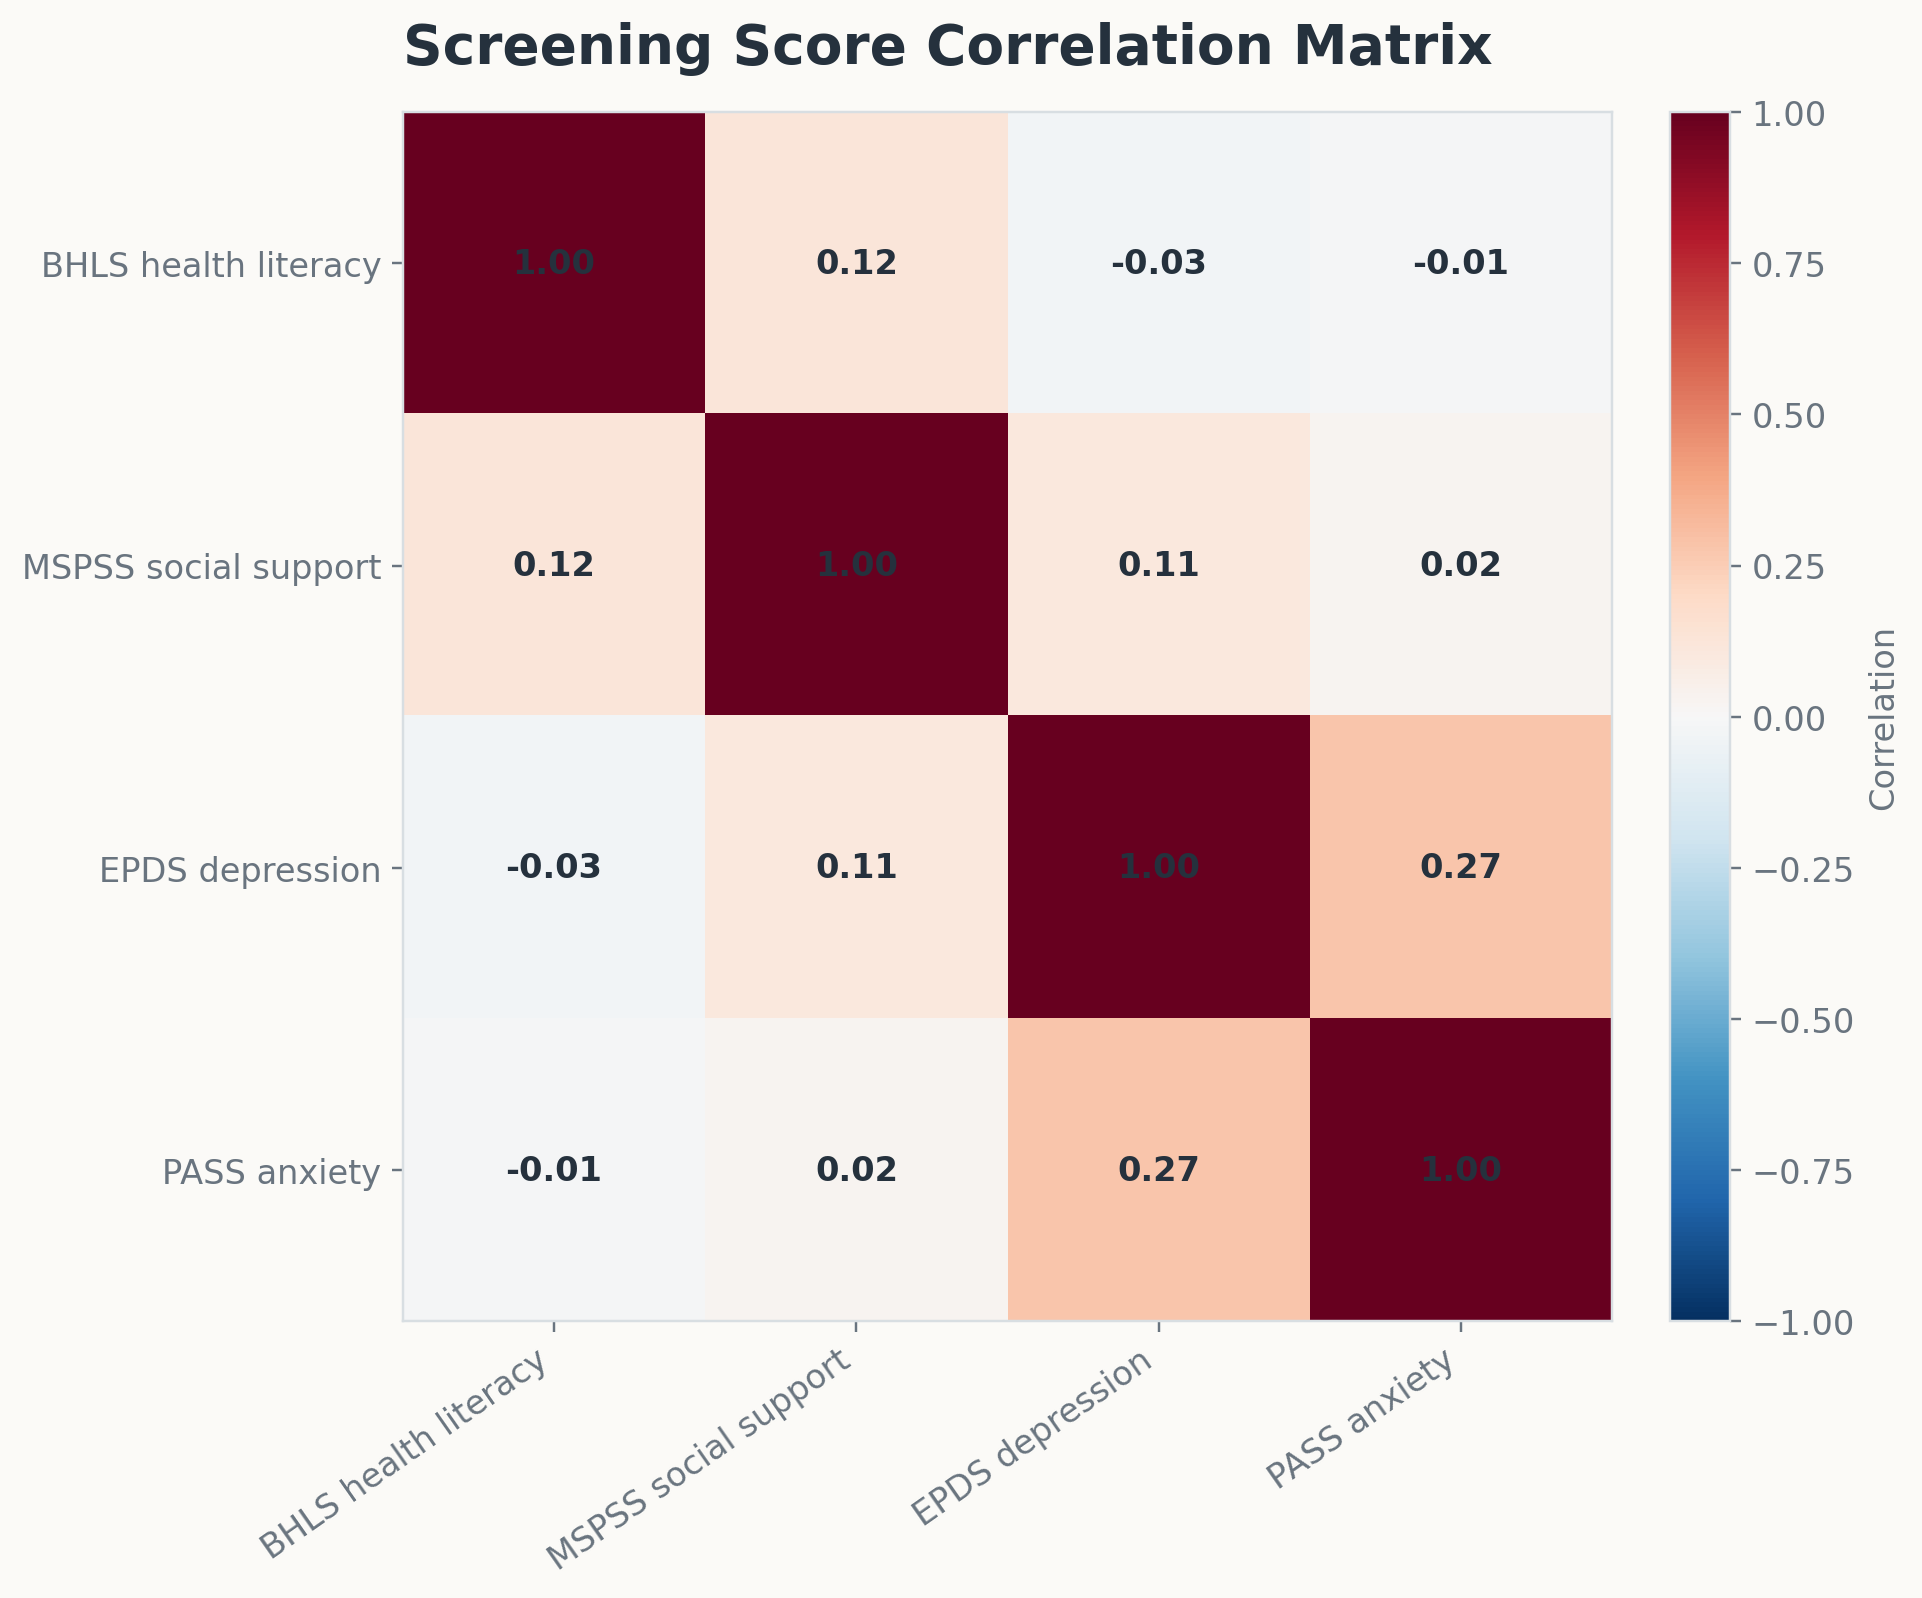 Screening Score Correlation Matrix
BHLS health literacy
1.00
0.12
-0.03
-0.01
MSPSS social support
0.12
1.00
0.11
0.02
EPDS depression
-0.03
0.11
1.00
0.27
PASS anxiety
-0.01
0.02
0.27
1.00
BHLS health literacy
MSPSS social support
EPDS depression
PASS anxiety
1.00
0.75
0.50
0.25
0.00
−0.25
−0.50
−0.75
−1.00
Correlation